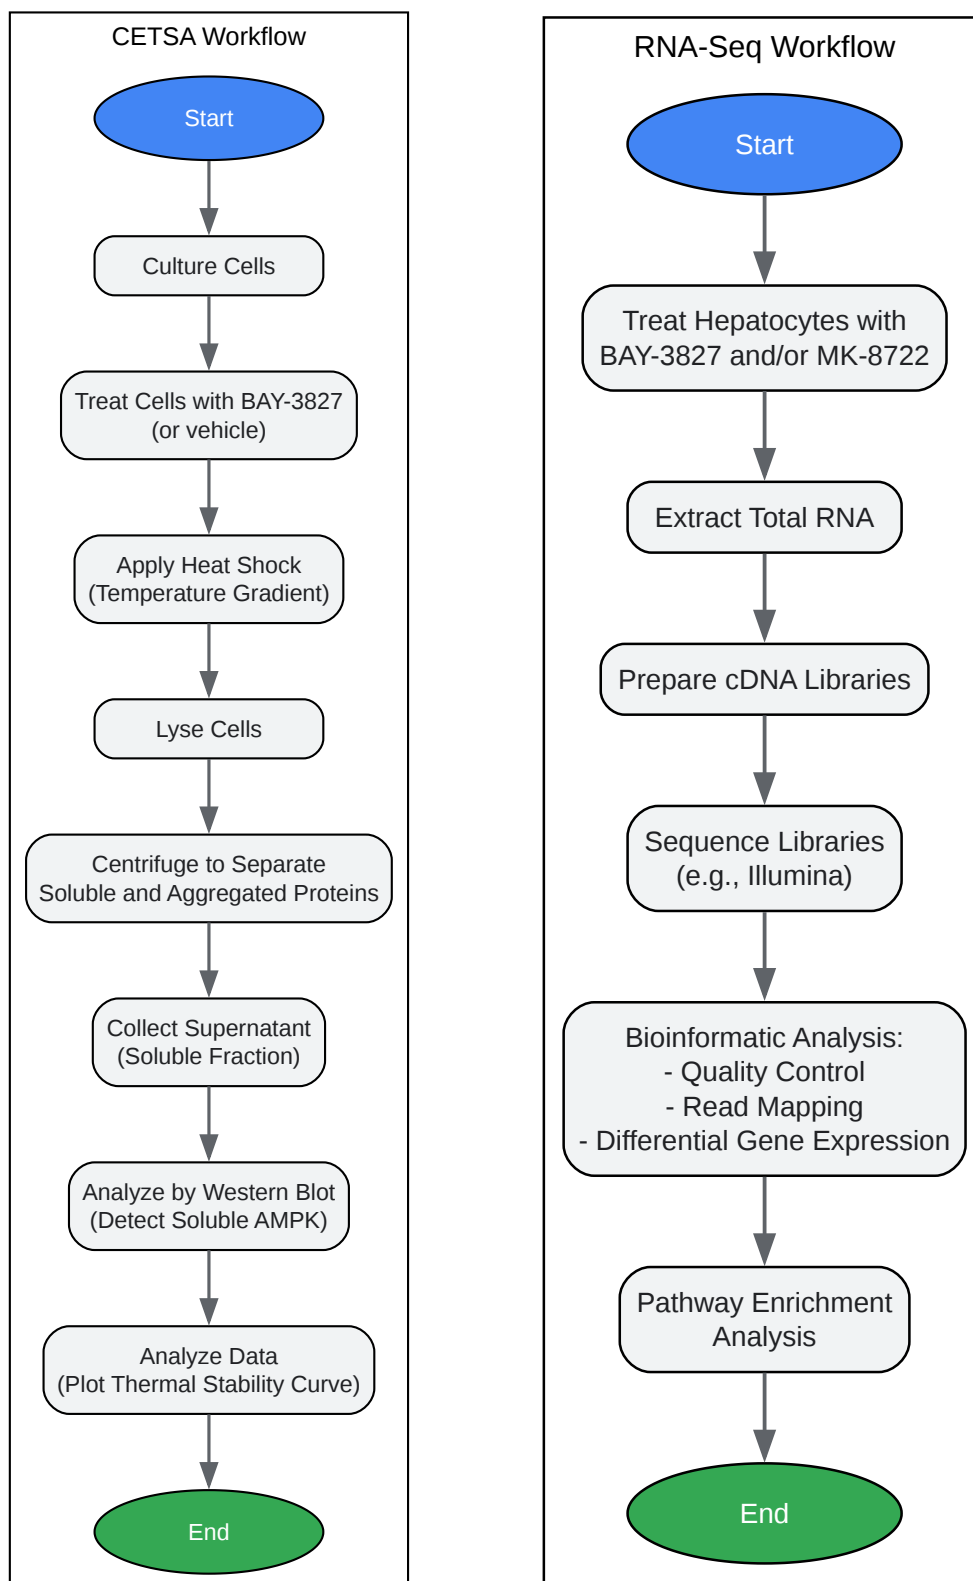 CETSA Workflow
Start
Culture Cells
Treat Cells with BAY-3827
(or vehicle)
Apply Heat Shock
(Temperature Gradient)
Lyse Cells
Centrifuge to Separate
Soluble and Aggregated Proteins
Collect Supernatant
(Soluble Fraction)
Analyze by Western Blot
(Detect Soluble AMPK)
Analyze Data
(Plot Thermal Stability Curve)
End
RNA-Seq Workflow
Start
Treat Hepatocytes with
BAY-3827 and/or MK-8722
Extract Total RNA
Prepare cDNA Libraries
Sequence Libraries
(e.g., Illumina)
Bioinformatic Analysis:
- Quality Control
- Read Mapping
- Differential Gene Expression
Pathway Enrichment
Analysis
End